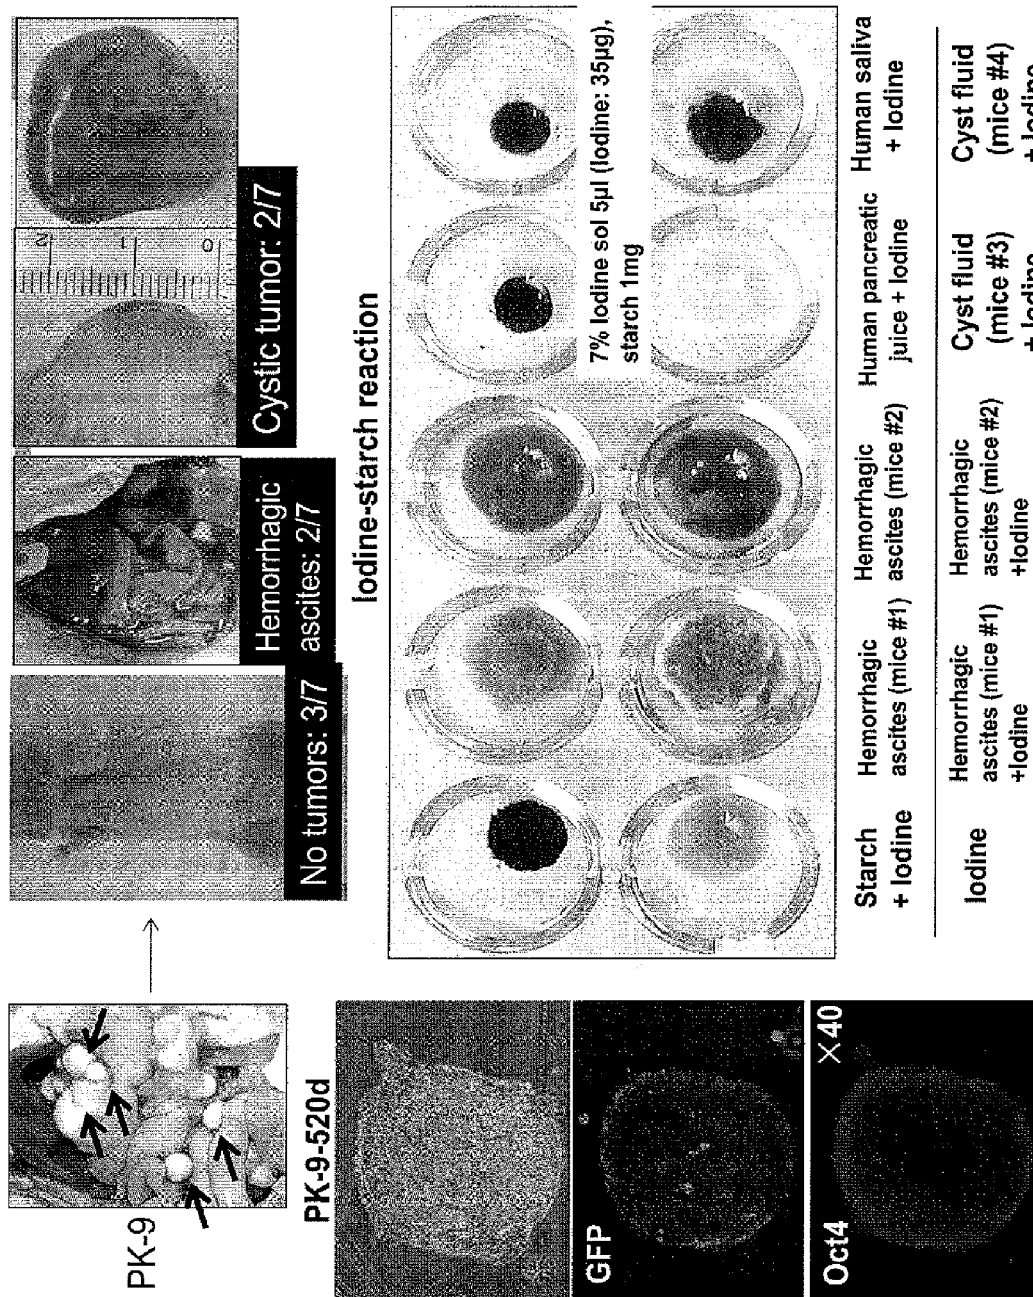 PK-9
No tumors: 3/7
Hemorrhagic
ascites: 2/7
Cystic tumor: 2/7
PK-9-520d
GFP
Oct4
×40
Iodine-starch reaction
7% Iodine sol 5µl (Iodine: 35µg),
starch 1mg
Starch
+ Iodine
Hemorrhagic
ascites (mice #1)
Hemorrhagic
ascites (mice #2)
Human pancreatic
juice + Iodine
Human saliva
+ Iodine
Iodine
Hemorrhagic
ascites (mice #1)
+Iodine
Hemorrhagic
ascites (mice #2)
+Iodine
Cyst fluid
(mice #3)
+ Iodine
Cyst fluid
(mice #4)
+ Iodine
0
1
2